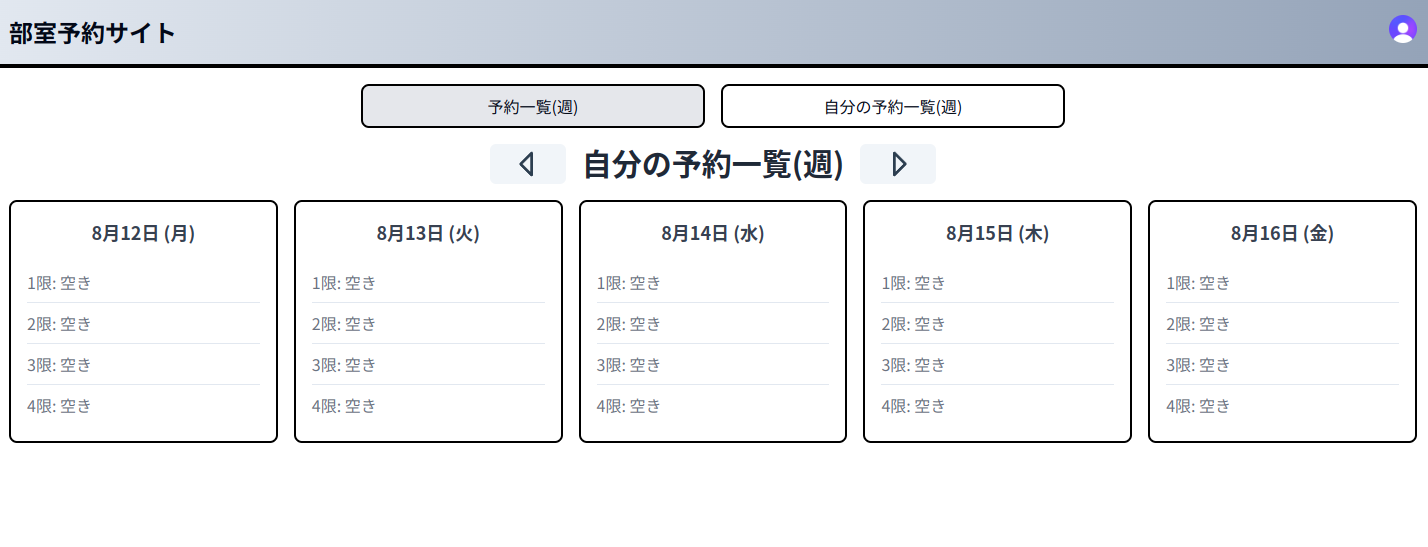 部室予約サイト
予約一覧(週)
自分の予約一覧(週)
自分の予約一覧(週)
8月12日 (月)
1限: 空き
2限: 空き
3限: 空き
4限: 空き
8月13日 (火)
1限: 空き
2限: 空き
3限: 空き
4限: 空き
8月14日 (水)
1限: 空き
2限: 空き
3限: 空き
4限: 空き
8月15日 (木)
1限: 空き
2限: 空き
3限: 空き
4限: 空き
8月16日 (金)
1限: 空き
2限: 空き
3限: 空き
4限: 空き